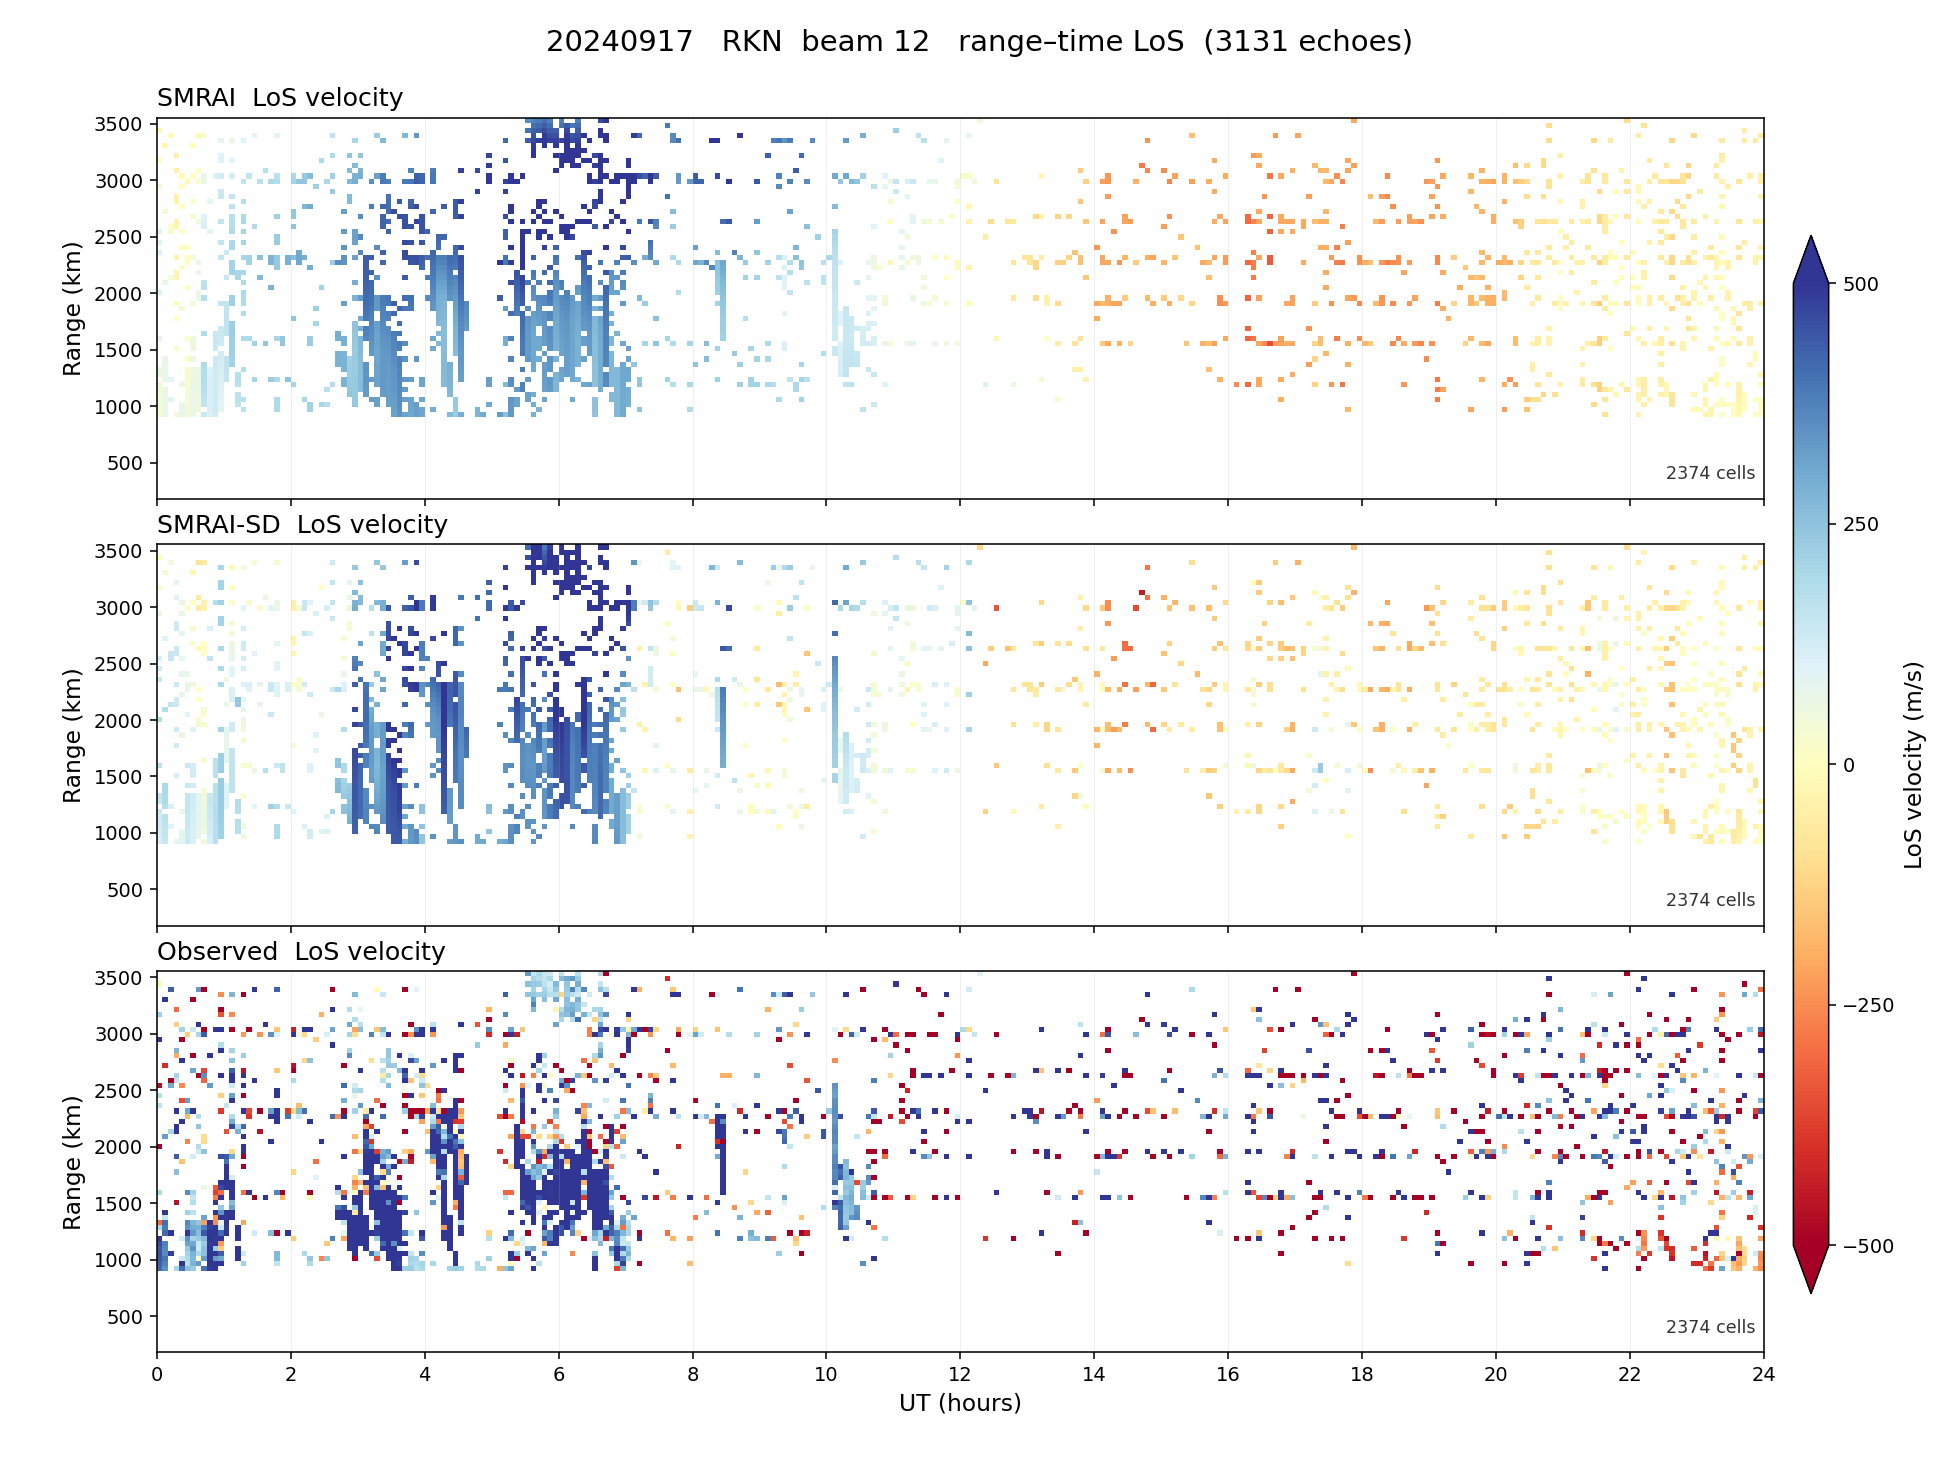 20240917   RKN  beam 12   range–time LoS  (3131 echoes)
SMRAI  LoS velocity
3500
3000
2500
2000
1500
1000
500
Range (km)
2374 cells
SMRAI-SD  LoS velocity
3500
3000
2500
2000
1500
1000
500
Range (km)
2374 cells
Observed  LoS velocity
3500
3000
2500
2000
1500
1000
500
Range (km)
2374 cells
0 2 4 6 8 10 12 14 16 18 20 22 24
UT (hours)
500
250
0
−250
−500
LoS velocity (m/s)